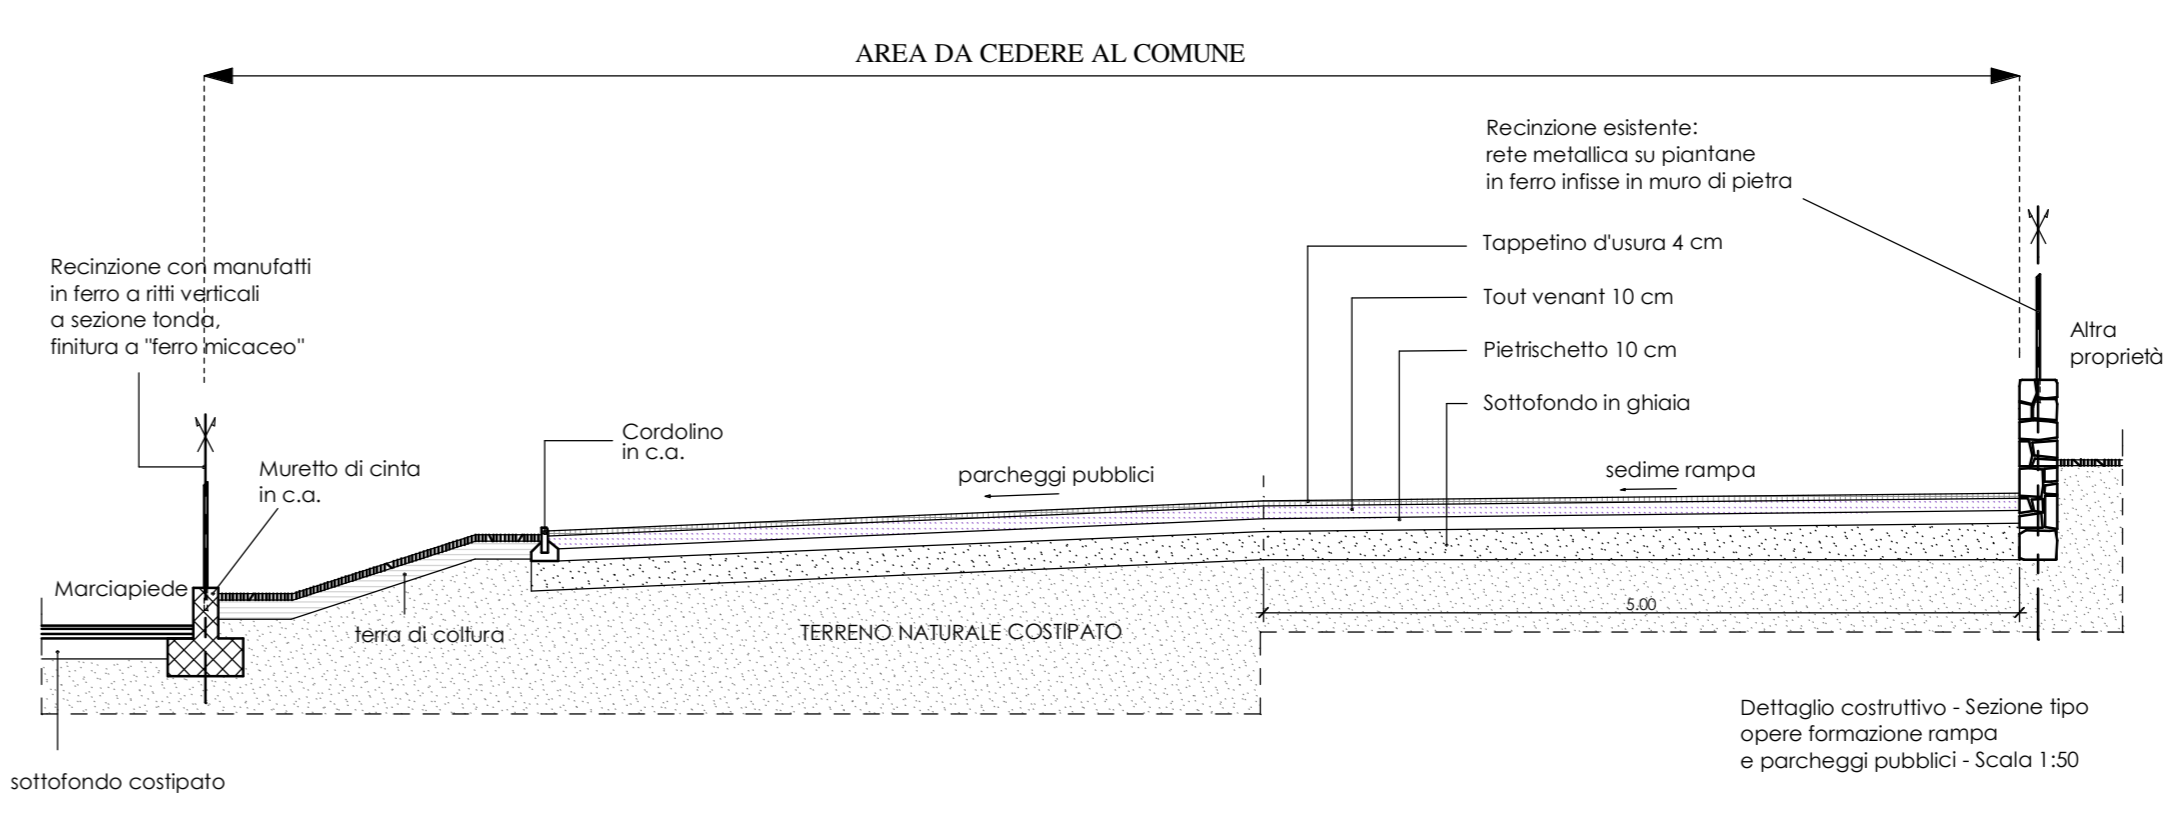 AREA DA CEDERE AL COMUNE
Recinzione esistente:
rete metallica su piantane
in ferro infisse in muro di pietra
Tappetino d'usura 4 cm
Recinzione con manufatti
in ferro a ritti verticali
a sezione tonda,
finitura a "ferro micaceo"
Tout venant 10 cm
Altra
proprietà
Pietrischetto 10 cm
Sottofondo in ghiaia
Cordolino
in c.a.
Muretto di cinta
in c.a.
parcheggi pubblici
sedime rampa
Marciapiede
5.00
terra di coltura
TERRENO NATURALE COSTIPATO
Dettaglio costruttivo - Sezione tipo
opere formazione rampa
e parcheggi pubblici - Scala 1:50
sottofondo costipato